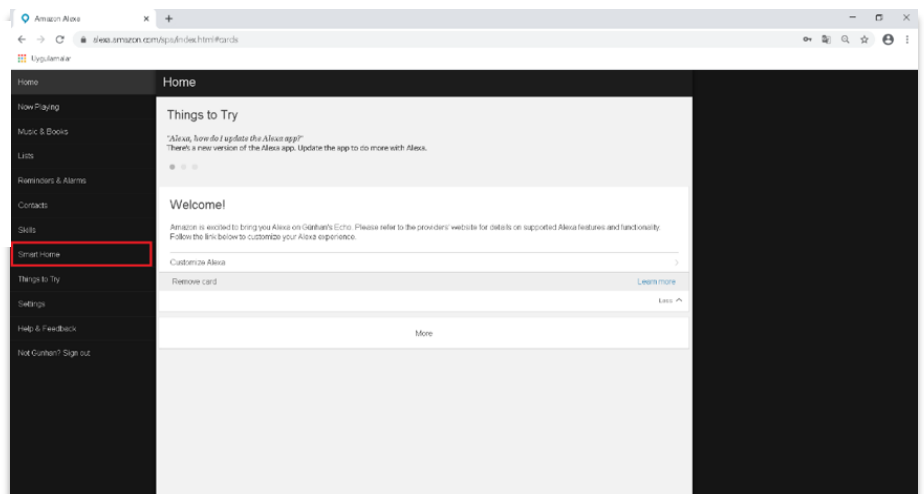 Amazon Alexa
alexa.amazon.com/spa/index.html#cards
Uygulamalar
Home
Now Playing
Music & Books
Lists
Reminders & Alarms
Contacts
Skills
Smart Home
Things to Try
Settings
Help & Feedback
Not Günhan? Sign out
Home
Things to Try
"Alexa, how do I update the Alexa app?"
There's a new version of the Alexa app. Update the app to do more with Alexa.
Welcome!
Amazon is excited to bring you Alexa on Günhan's Echo. Please refer to the providers' website for details on supported Alexa features and functionality.
Follow the link below to customize your Alexa experience.
Customize Alexa
Remove card
Learn more
Less
More